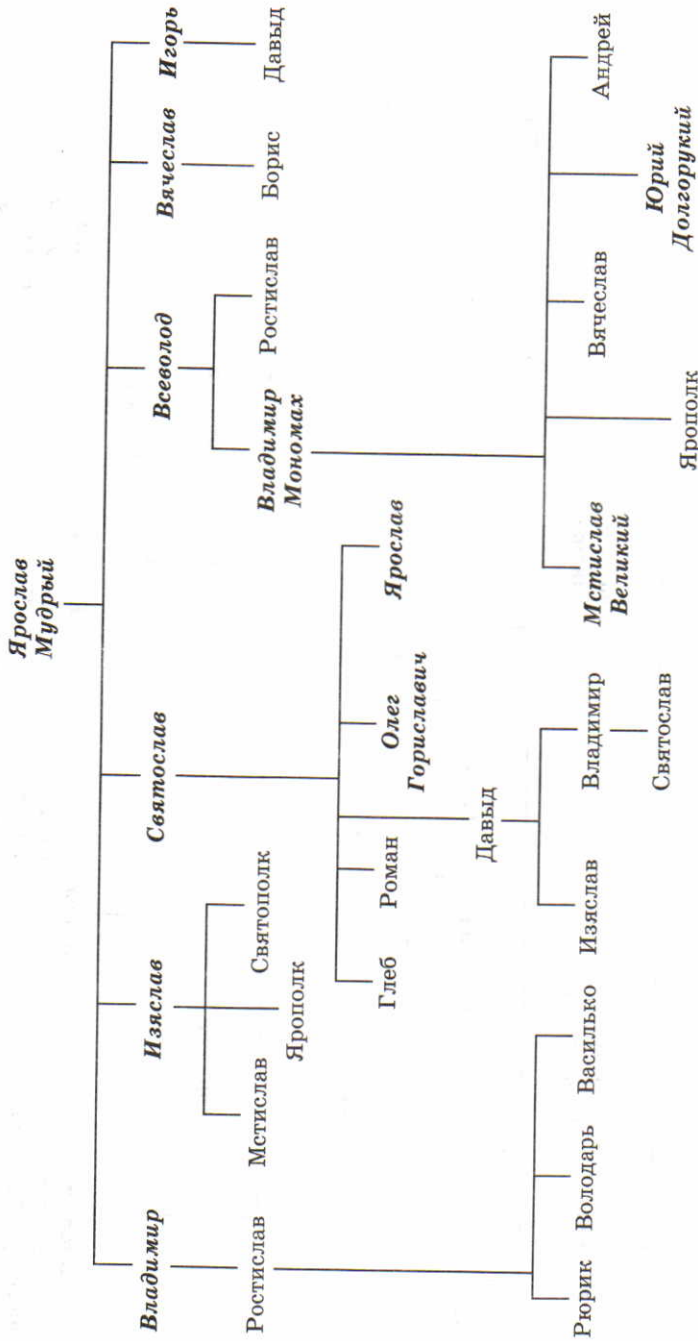 Ярослав
Мудрый
Владимир
Изяслав
Святослав
Всеволод
Вячеслав
Игорь
Ростислав
Мстислав
Ярополк
Святополк
Владимир
Мономах
Ростислав
Борис
Давыд
Глеб
Роман
Давыд
Олег
Гориславич
Ярослав
Рюрик
Володарь
Василько
Изяслав
Владимир
Святослав
Мстислав
Великий
Ярополк
Вячеслав
Юрий
Долгорукий
Андрей